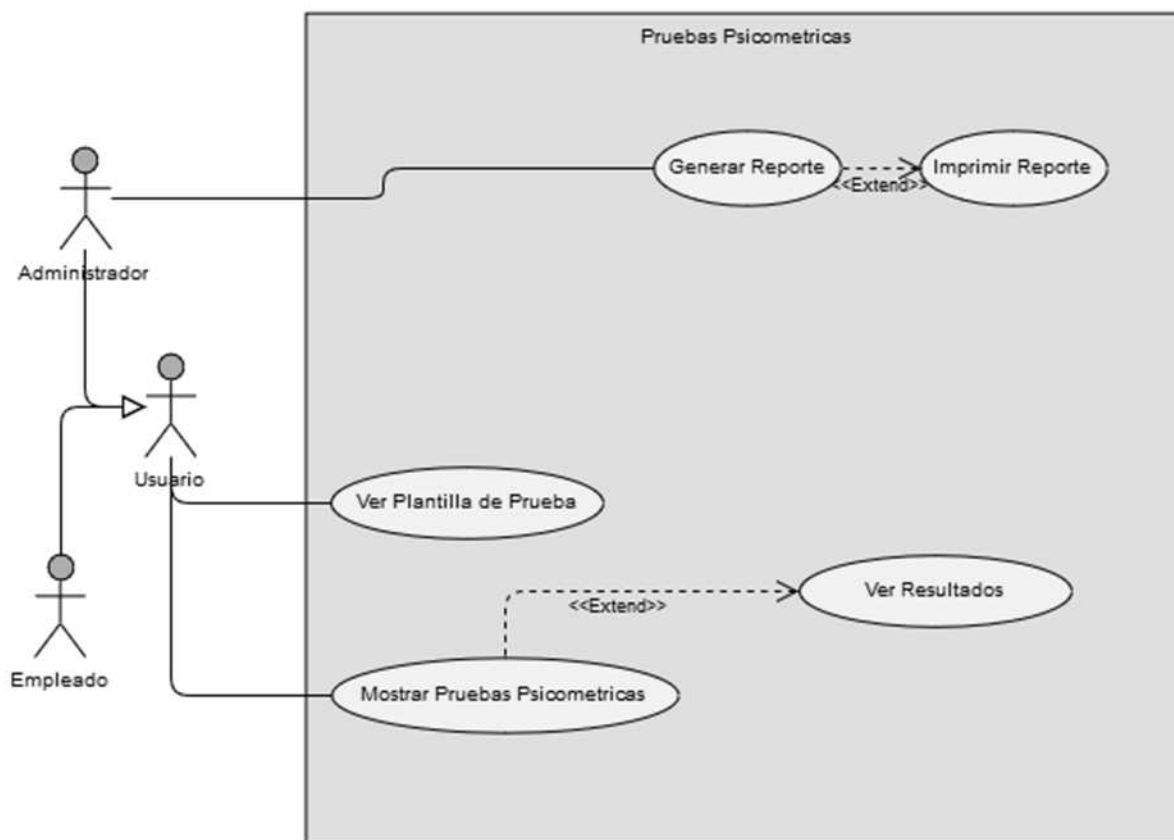 Pruebas Psicometricas
Generar Reporte
<<Extend>>
Imprimir Reporte
Administrador
Usuario
Ver Plantilla de Prueba
Ver Resultados
<<Extend>>
Empleado
Mostrar Pruebas Psicometricas